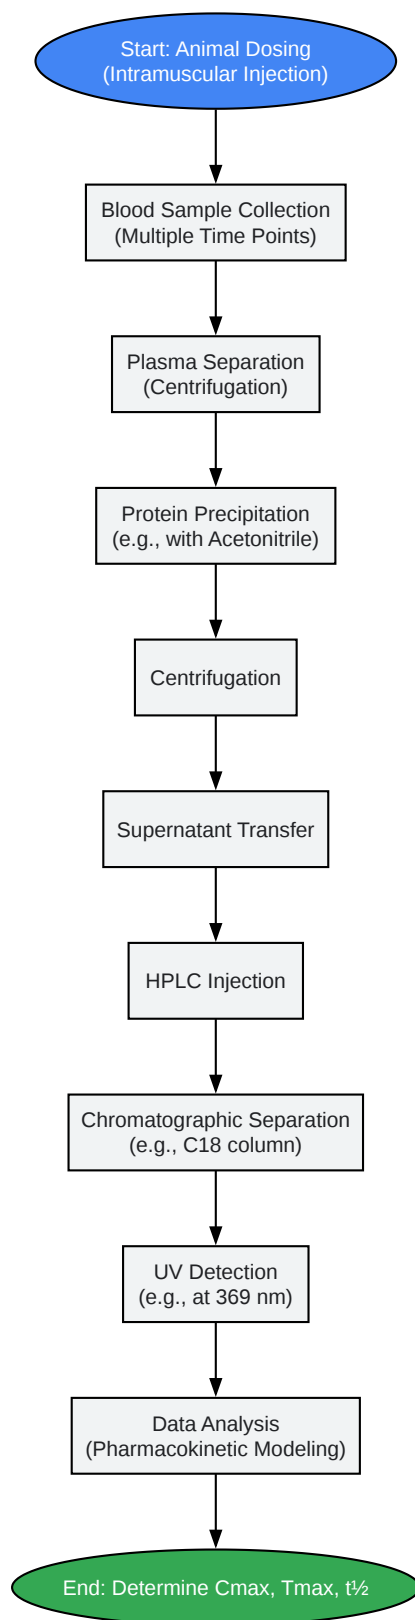 Start: Animal Dosing
(Intramuscular Injection)
Blood Sample Collection
(Multiple Time Points)
Plasma Separation
(Centrifugation)
Protein Precipitation
(e.g., with Acetonitrile)
Centrifugation
Supernatant Transfer
HPLC Injection
Chromatographic Separation
(e.g., C18 column)
UV Detection
(e.g., at 369 nm)
Data Analysis
(Pharmacokinetic Modeling)
End: Determine Cmax, Tmax, t½